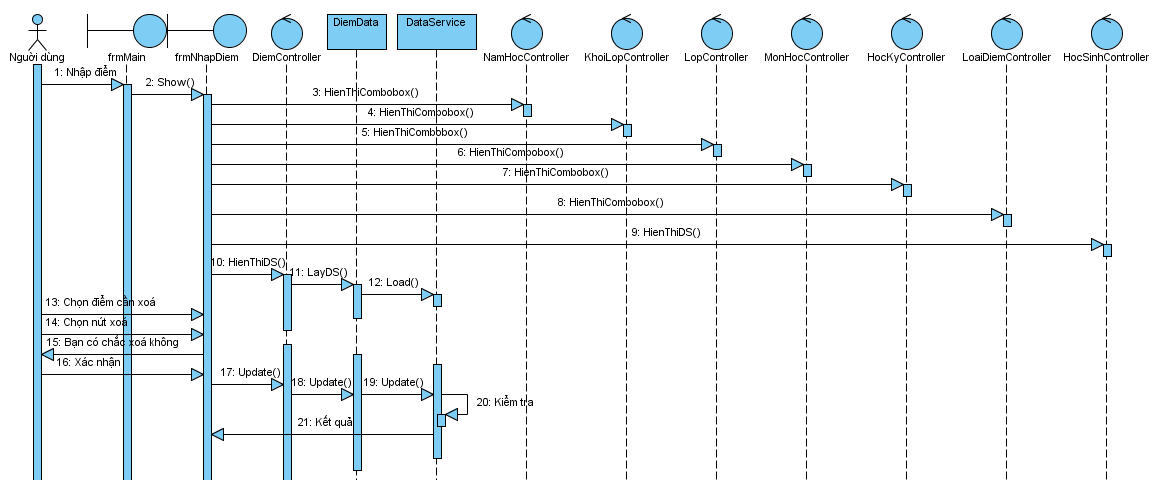 DiemData
DataService
Người dùng
frmMain
frmNhapDiem
DiemController
NamHocController
KhoiLopController
LopController
MonHocController
HocKyController
LoaiDiemController
HocSinhController
1: Nhập điểm
2: Show()
3: HienThiCombobox()
4: HienThiCombobox()
5: HienThiCombobox()
6: HienThiCombobox()
7: HienThiCombobox()
8: HienThiCombobox()
9: HienThiDS()
10: HienThiDS()
11: LayDS()
12: Load()
13: Chọn điểm cần xoá
14: Chọn nút xoá
15: Bạn có chắc xoá không
16: Xác nhận
17: Update()
18: Update()
19: Update()
20: Kiểm tra
21: Kết quả